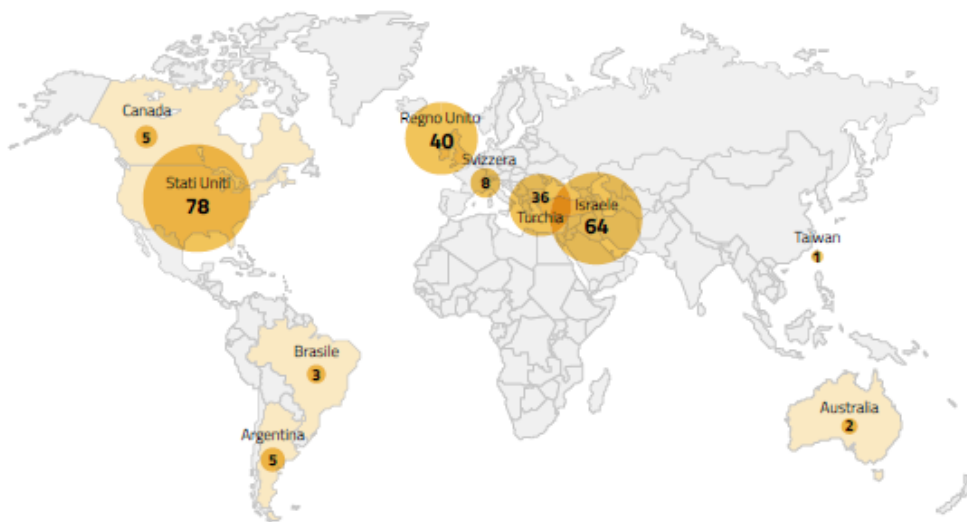 Canada
5
Stati Uniti
78
Regno Unito
40
Svizzera
8
36
Turchia
Israele
64
Taiwan
1
Brasile
3
Argentina
5
Australia
2